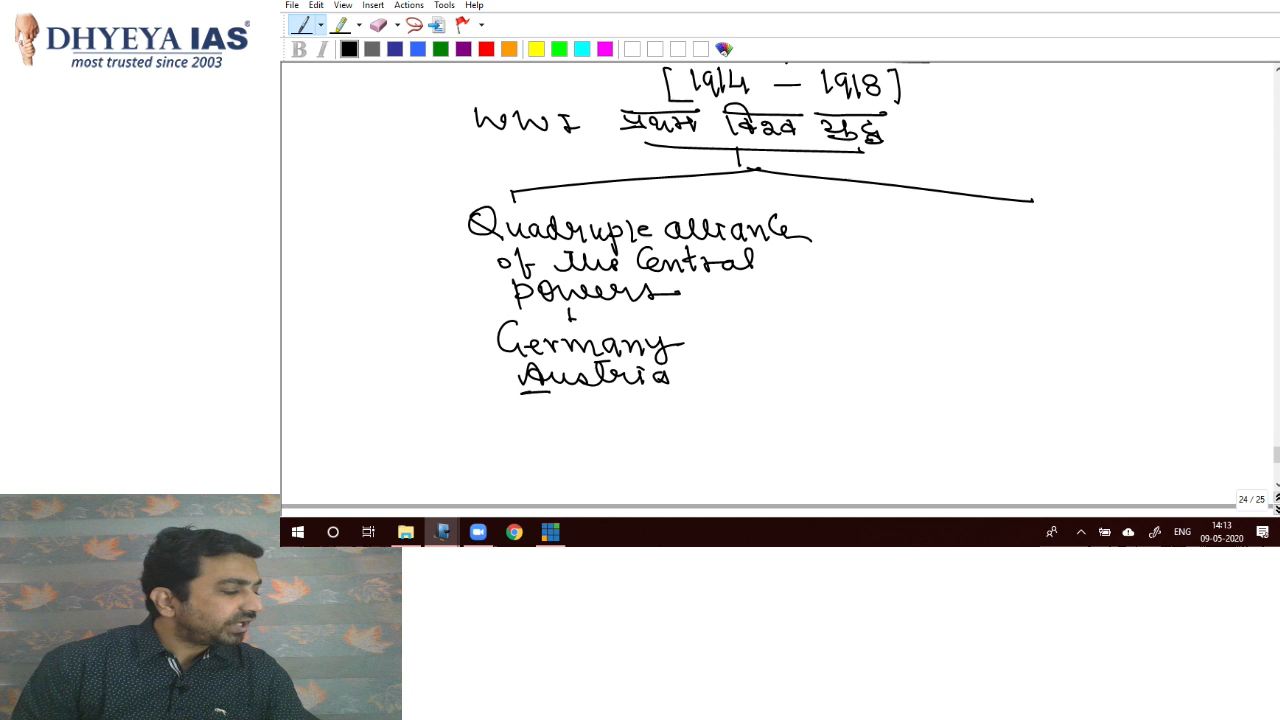 DHYEYA IAS
most trusted since 2003
File Edit View Insert Actions Tools Help
B I
[1914 – 1918]
WWI प्रथम विश्व युद्ध
Quadruple alliance
of the Central
powers
Germany
Austria
24 / 25
ENG
14:13
09-05-2020